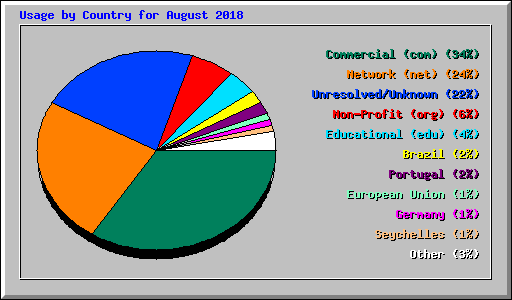 Usage by Country for August 2018
Commercial (com) (34%)
Network (net) (24%)
Unresolved/Unknown (22%)
Non-Profit (org) (6%)
Educational (edu) (4%)
Brazil (2%)
Portugal (2%)
European Union (1%)
Germany (1%)
Seychelles (1%)
Other (3%)